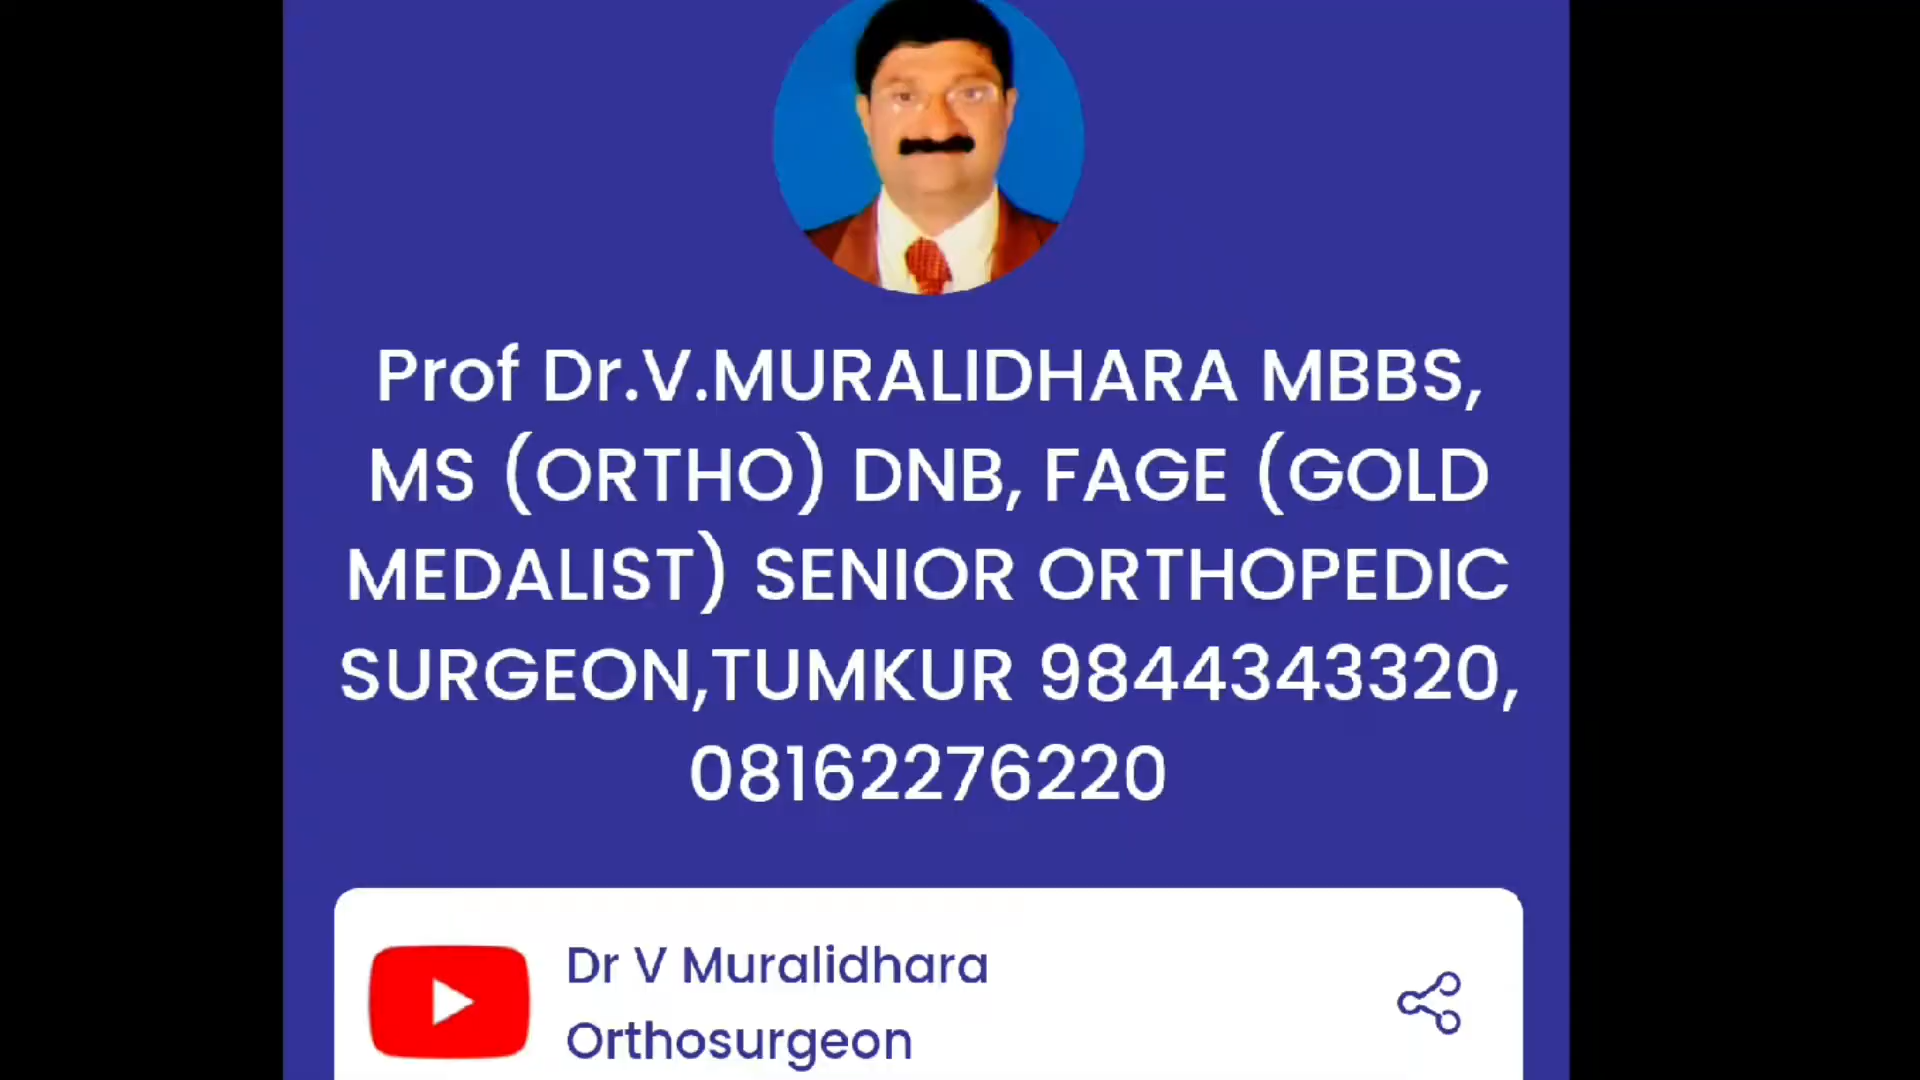 Prof Dr.V.MURALIDHARA MBBS,
MS (ORTHO) DNB, FAGE (GOLD
MEDALIST) SENIOR ORTHOPEDIC
SURGEON,TUMKUR 9844343320,
08162276220
Dr V Muralidhara
Orthosurgeon